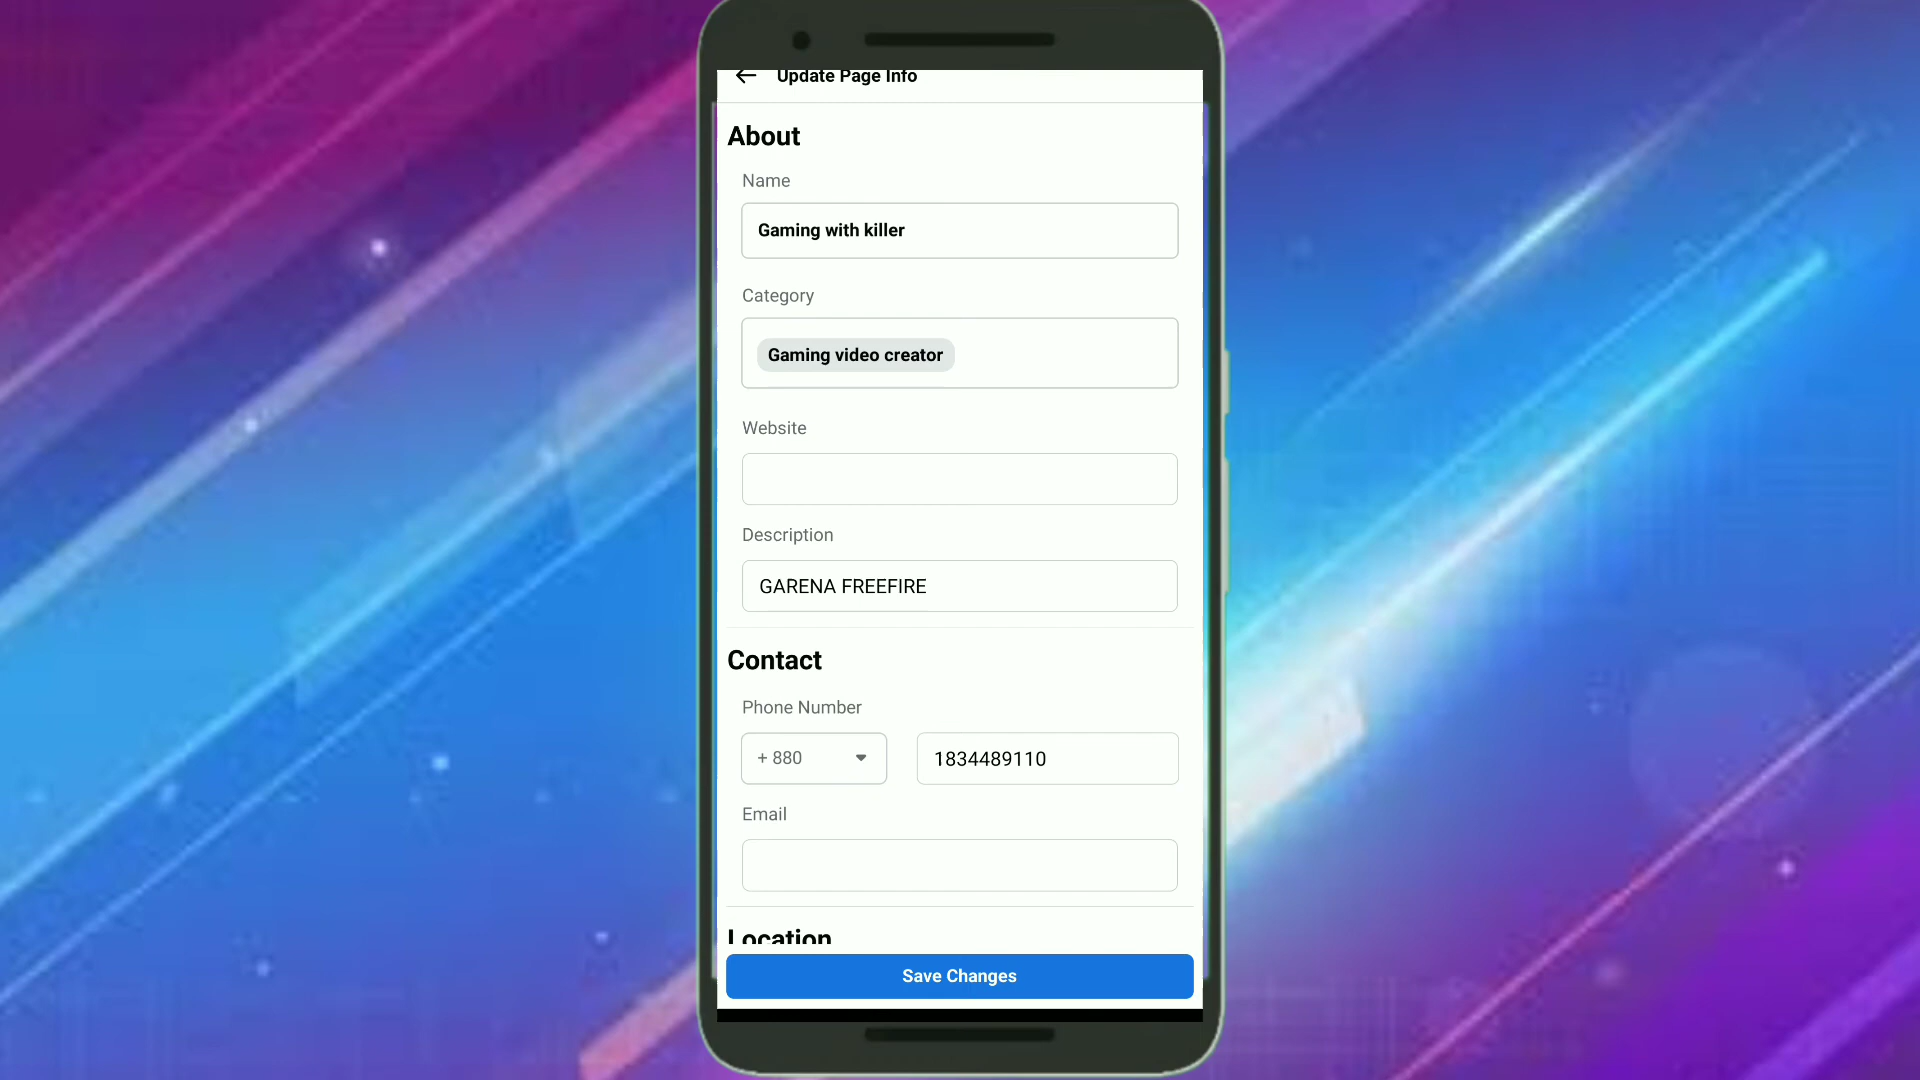 Update Page Info
About
Name
Gaming with killer
Category
Gaming video creator
Website
Description
GARENA FREEFIRE
Contact
Phone Number
+ 880 1834489110
Email
Location
Save Changes